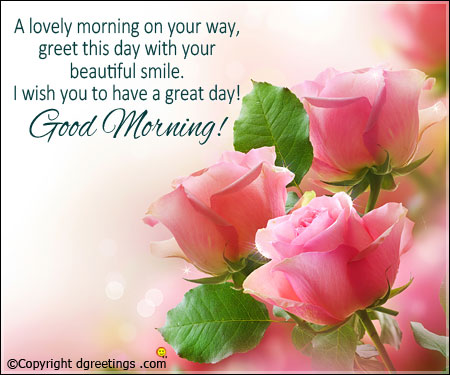 A lovely morning on your way,
greet this day with your
beautiful smile.
I wish you to have a great day!
Good Morning!
©Copyright dgreetings .com